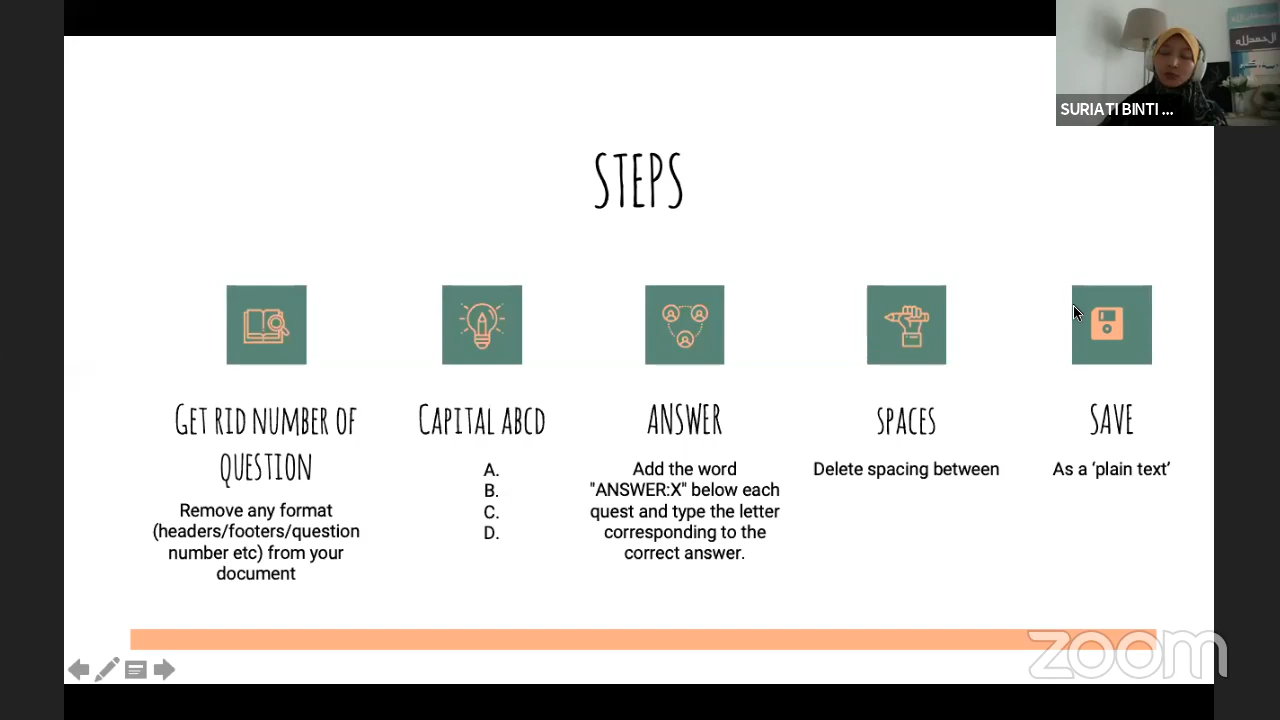 SURIATI BINTI ...
الحمدلله
STEPS
GET RID NUMBER OF
QUESTION
Remove any format
(headers/footers/question
number etc) from your
document
CAPITAL ABCD
A.
B.
C.
D.
ANSWER
Add the word
"ANSWER:X" below each
quest and type the letter
corresponding to the
correct answer.
SPACES
Delete spacing between
SAVE
As a ‘plain text’
zoom